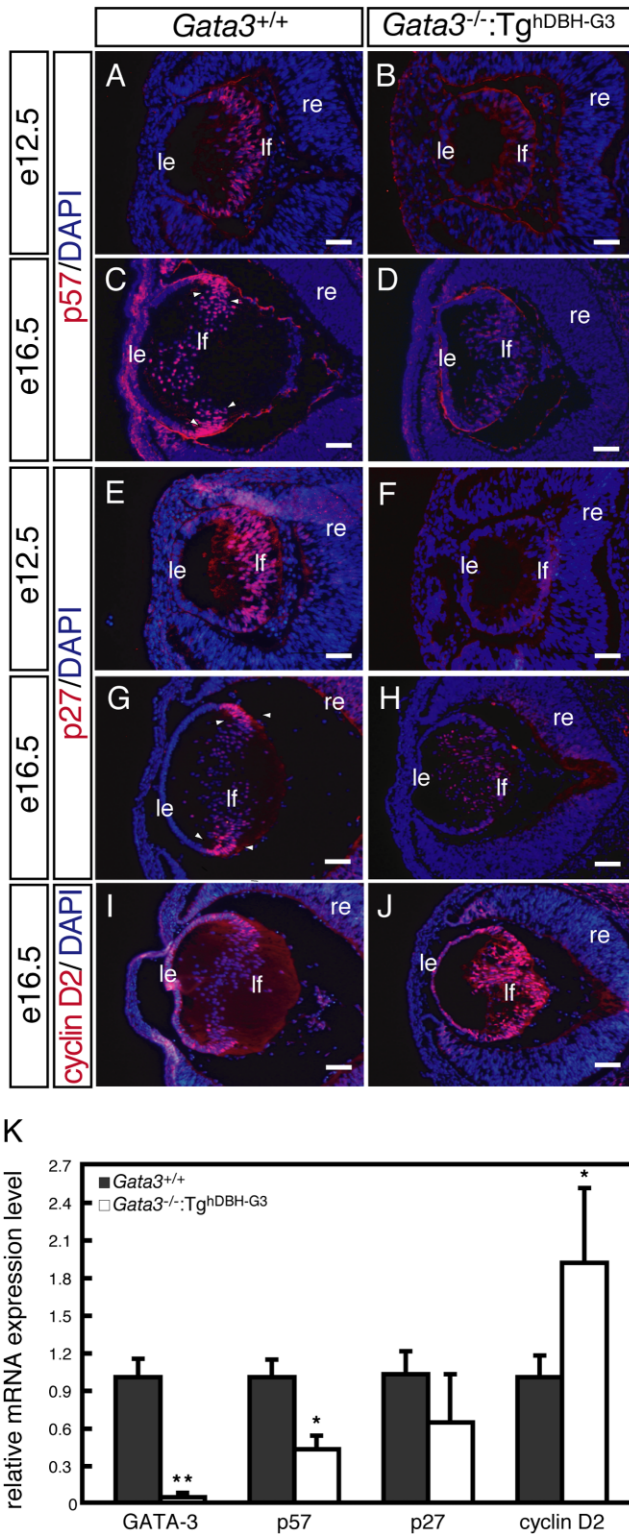 Gata3+/+
Gata3-/-:TghDBH-G3
e12.5
p57/DAPI
A
le
lf
re
B
le
lf
re
e16.5
C
le
lf
re
D
le
lf
re
e12.5
p27/DAPI
E
le
lf
re
F
le
lf
re
e16.5
G
le
lf
re
H
le
lf
re
e16.5
cyclin D2/ DAPI
I
le
lf
re
J
le
lf
re
K
relative mRNA expression level
2.7
2.4
2.1
1.8
1.5
1.2
0.9
0.6
0.3
0
Gata3+/+
Gata3-/-:TghDBH-G3
**
*
*
GATA-3
p57
p27
cyclin D2